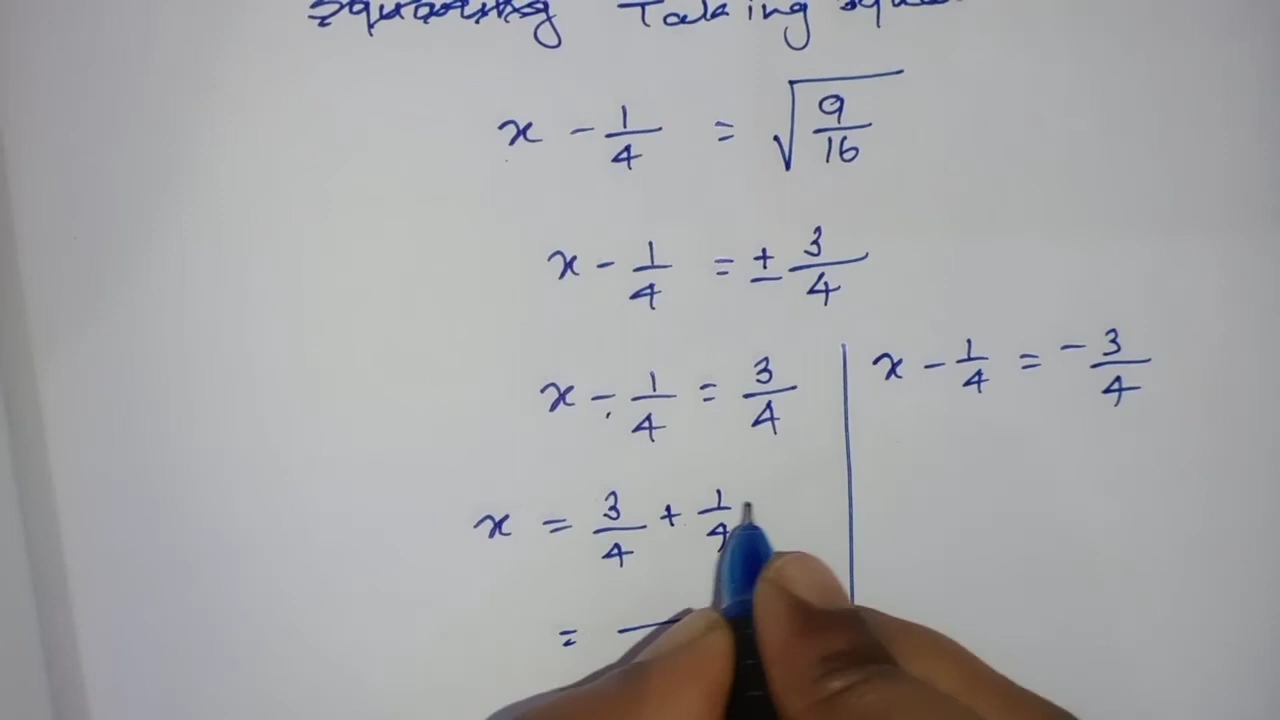 Taking
x - 1/4 = √(9/16)
x - 1/4 = ± 3/4
x - 1/4 = 3/4
x - 1/4 = - 3/4
x = 3/4 + 1/4
=